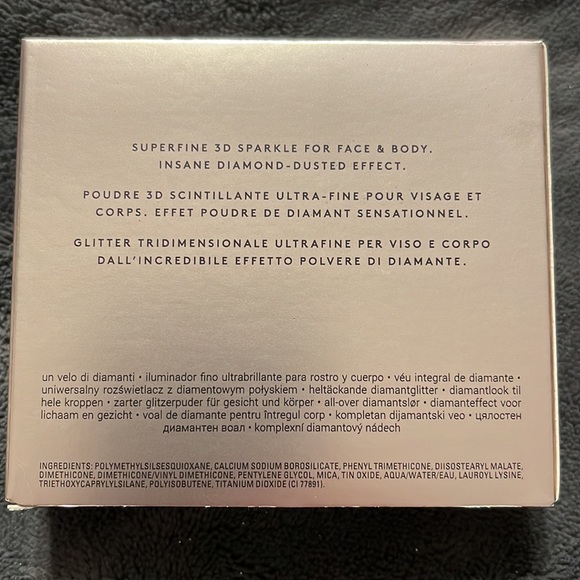 SUPERFINE 3D SPARKLE FOR FACE & BODY.
INSANE DIAMOND-DUSTED EFFECT.
POUDRE 3D SCINTILLANTE ULTRA-FINE POUR VISAGE ET
CORPS. EFFET POUDRE DE DIAMANT SENSATIONNEL.
GLITTER TRIDIMENSIONALE ULTRAFINE PER VISO E CORPO
DALL'INCREDIBILE EFFETTO POLVERE DI DIAMANTE.
un velo di diamanti • iluminador fino ultrabrillante para rostro y cuerpo • véu integral de diamante •
uniwersalny rozświetlacz z diamentowym połyskiem • heltäckande diamantglitter • diamantlook til
hele kroppen • zarter glitzerpuder für gesicht und körper • all-over diamantslør • diamanteffect voor
lichaam en gezicht • voal de diamante pentru întregul corp • kompletan dijamantski veo • цялостен
диамантен воал • komplexní diamantový nádech
INGREDIENTS: POLYMETHYLSILSESQUIOXANE, CALCIUM SODIUM BOROSILICATE, PHENYL TRIMETHICONE, DIISOSTEARYL MALATE,
DIMETHICONE, DIMETHICONE/VINYL DIMETHICONE, PENTYLENE GLYCOL, MICA, TIN OXIDE, AQUA/WATER/EAU, LAUROYL LYSINE,
TRIETHOXYCAPRYLYLSILANE, POLYISOBUTENE, TITANIUM DIOXIDE (CI 77891).